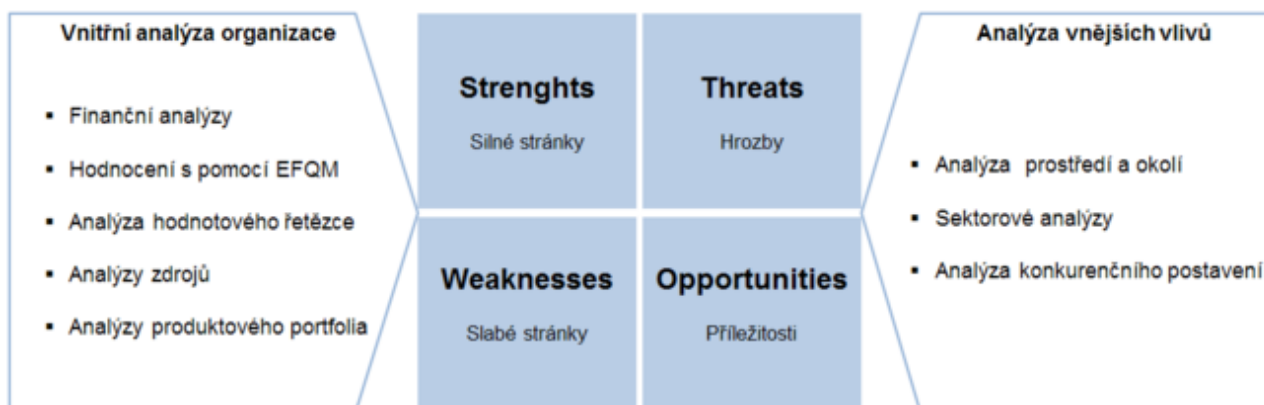 Vnitřní analýza organizace
▪ Finanční analýzy
▪ Hodnocení s pomocí EFQM
▪ Analýza hodnotového řetězce
▪ Analýzy zdrojů
▪ Analýzy produktového portfolia
Strenghts
Silné stránky
Threats
Hrozby
Weaknesses
Slabé stránky
Opportunities
Příležitosti
Analýza vnějších vlivů
▪ Analýza prostředí a okolí
▪ Sektorové analýzy
▪ Analýza konkurenčního postavení